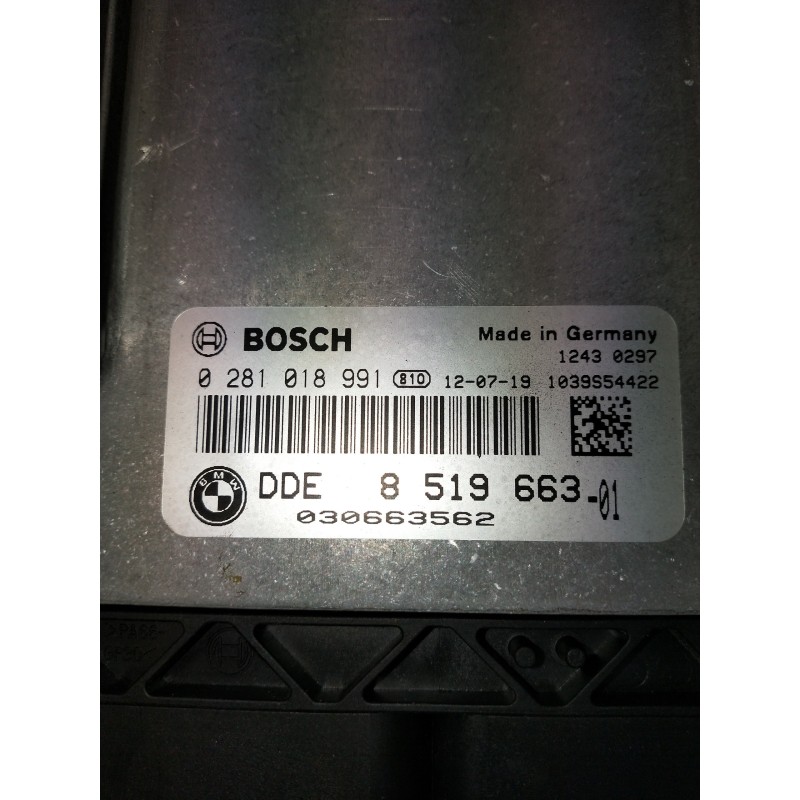 BOSCH Made in Germany
1243 0297
0 281 018 991 810 12-07-19 1039S54422
BMW DDE 8 519 663-01
030663562